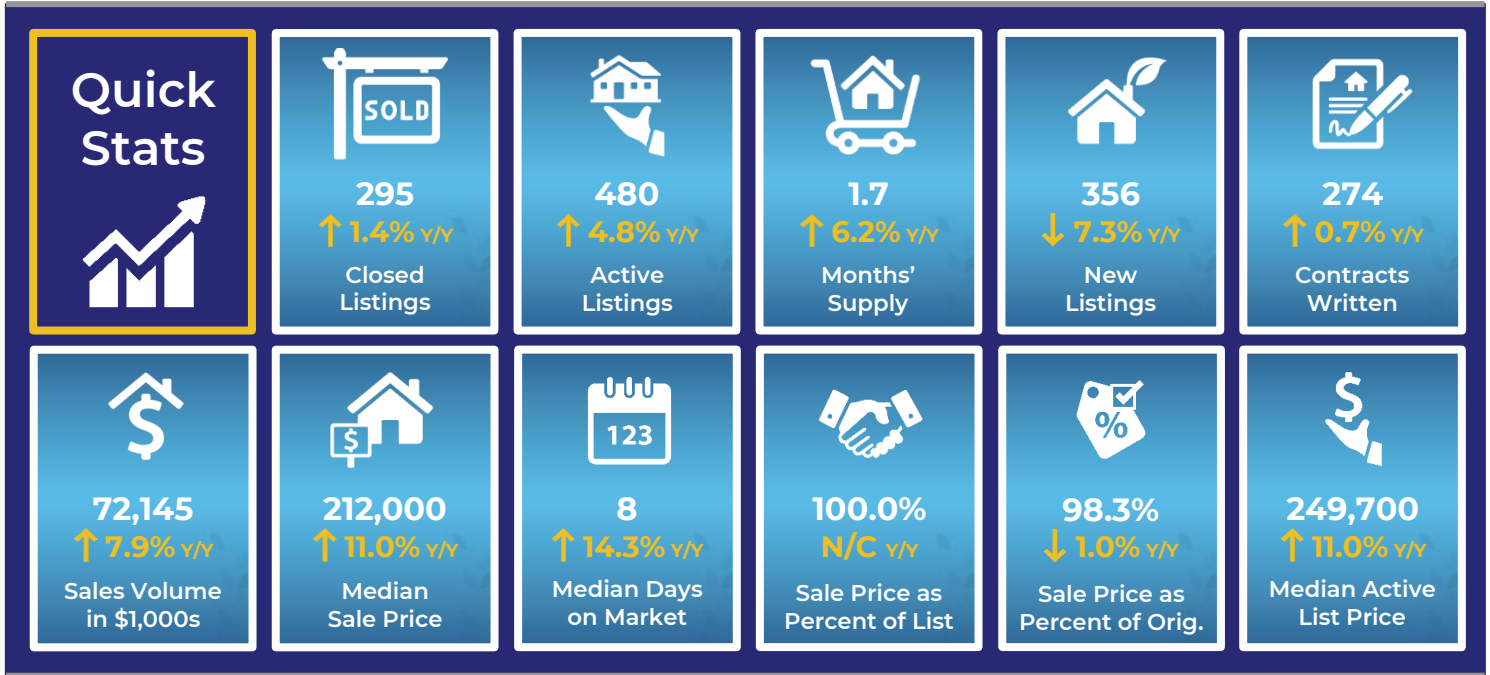 Quick
Stats
SOLD
295
↑ 1.4% Y/Y
Closed
Listings
480
↑ 4.8% Y/Y
Active
Listings
1.7
↑ 6.2% Y/Y
Months’
Supply
356
↓ 7.3% Y/Y
New
Listings
274
↑ 0.7% Y/Y
Contracts
Written
$
72,145
↑ 7.9% Y/Y
Sales Volume
in $1,000s
$
212,000
↑ 11.0% Y/Y
Median
Sale Price
123
8
↑ 14.3% Y/Y
Median Days
on Market
100.0%
N/C Y/Y
Sale Price as
Percent of List
%
98.3%
↓ 1.0% Y/Y
Sale Price as
Percent of Orig.
$
249,700
↑ 11.0% Y/Y
Median Active
List Price